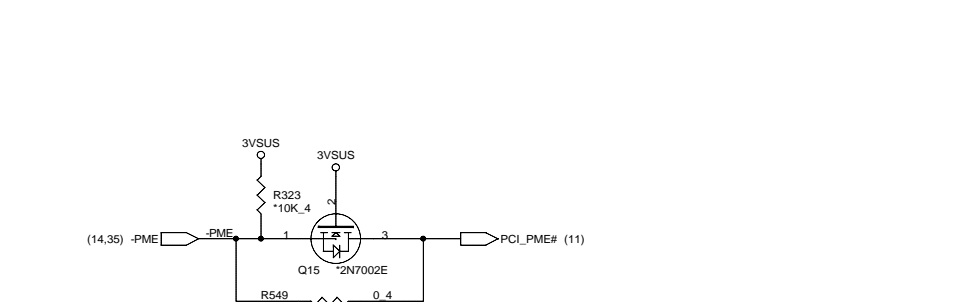 3VSUS
3VSUS
R323
*10K_4
2
(14,35) -PME
-PME
1
3
PCI_PME# (11)
Q15
*2N7002E
R549
0_4